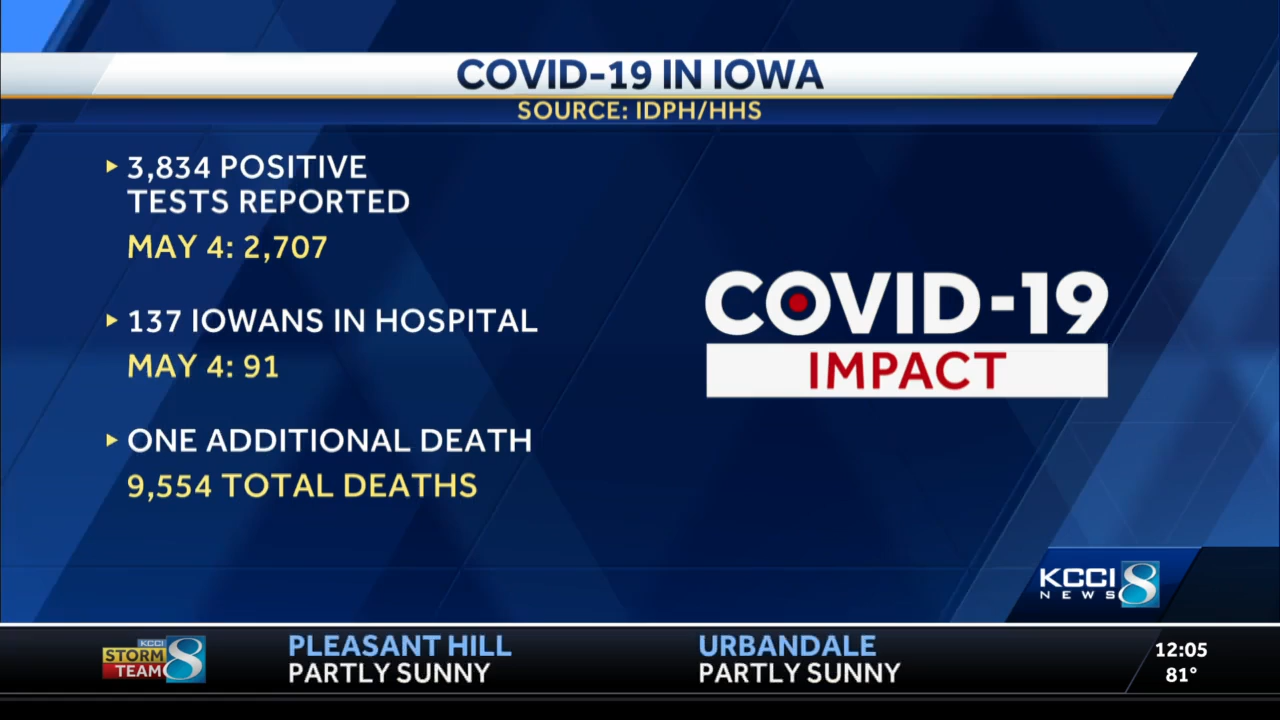 COVID-19 IN IOWA
SOURCE: IDPH/HHS
3,834 POSITIVE
TESTS REPORTED
MAY 4: 2,707
137 IOWANS IN HOSPITAL
MAY 4: 91
ONE ADDITIONAL DEATH
9,554 TOTAL DEATHS
COVID-19
IMPACT
KCCI 8
NEWS
KCCI
STORM 8
TEAM
PLEASANT HILL
PARTLY SUNNY
URBANDALE
PARTLY SUNNY
12:05
81°